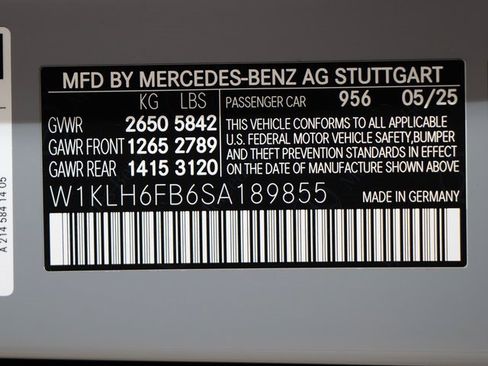 MFD BY MERCEDES-BENZ AG STUTTGART
KG LBS
GVWR 2650 5842
GAWR FRONT 1265 2789
GAWR REAR 1415 3120
PASSENGER CAR 956 05/25
THIS VEHICLE CONFORMS TO ALL APPLICABLE
U.S. FEDERAL MOTOR VEHICLE SAFETY, BUMPER
AND THEFT PREVENTION STANDARDS IN EFFECT
ON THE DATE OF MANUFACTURE SHOWN ABOVE
W1KLH6FB6SA189855 MADE IN GERMANY
A 214 584 14 05